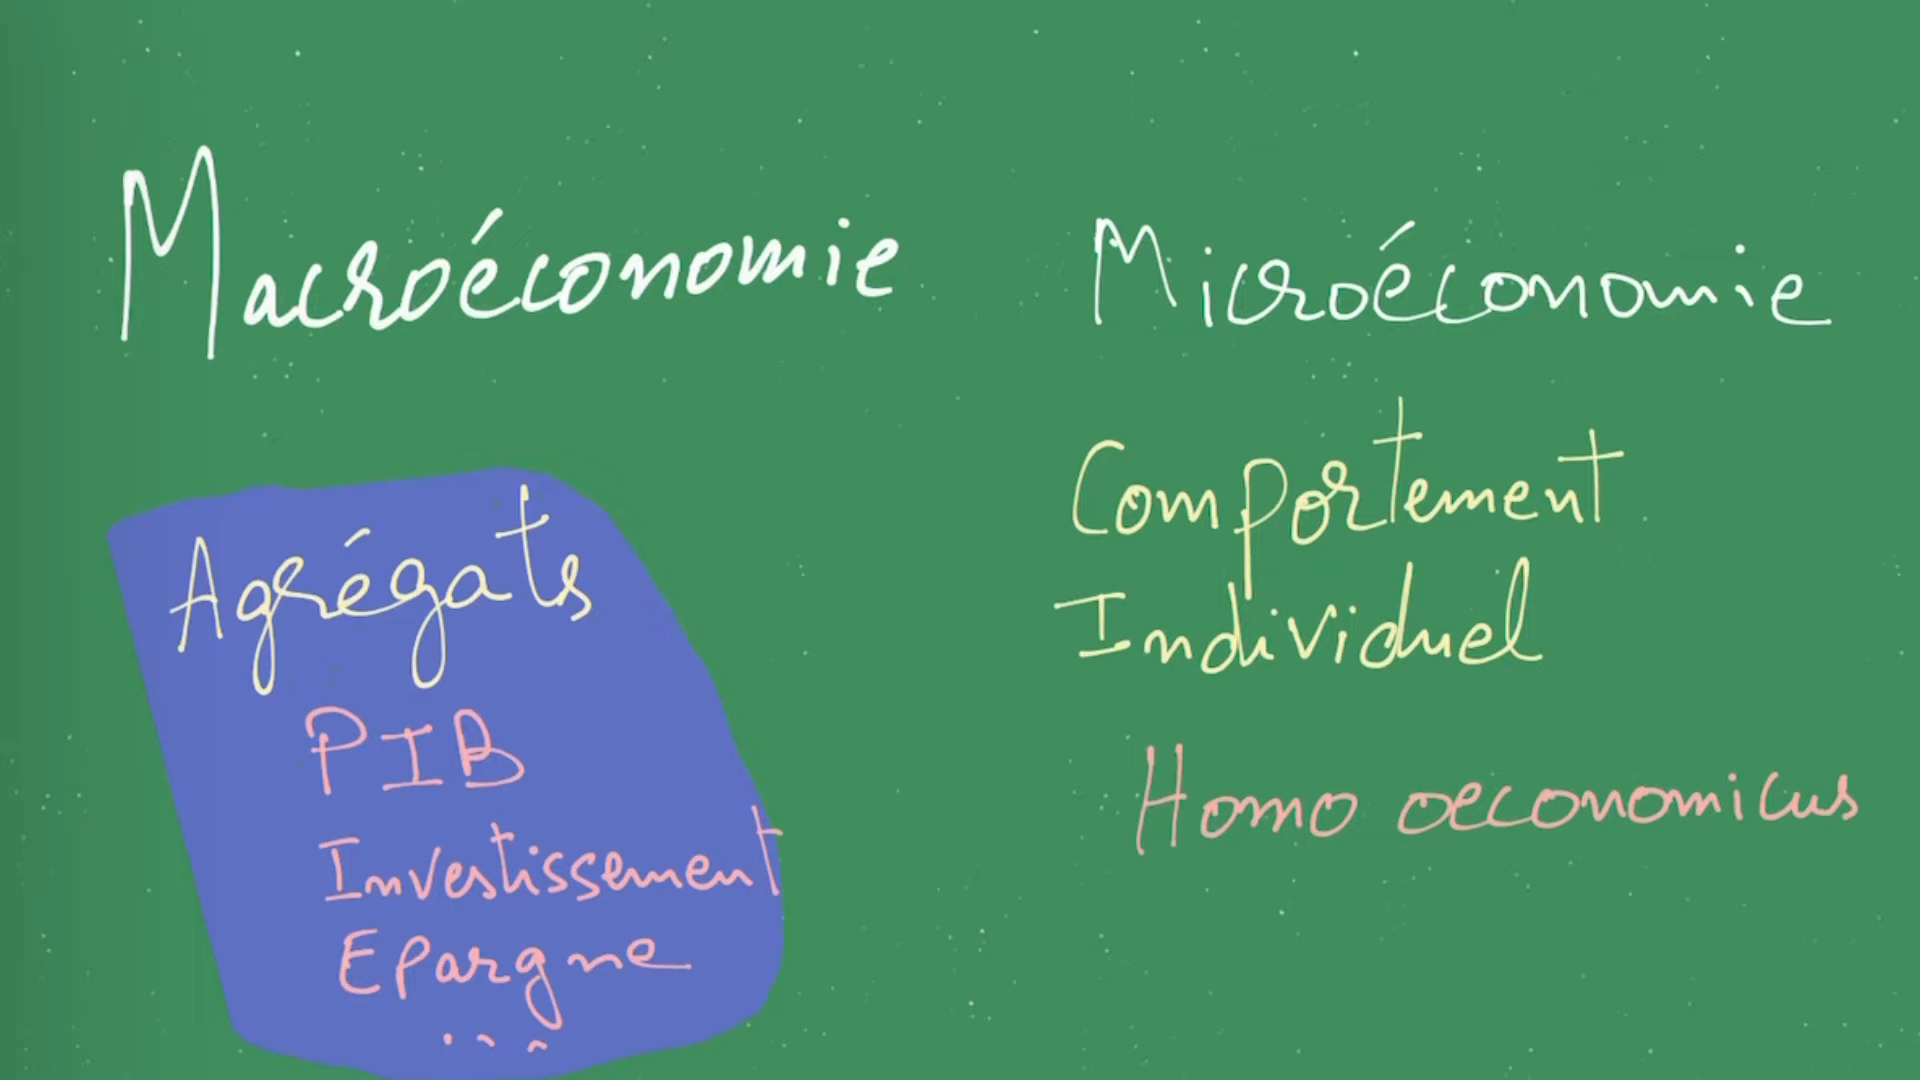 Macroéconomie
Agrégats
PIB
Investissement
Epargne
...
Microéconomie
Comportement
Individuel
Homo oeconomicus